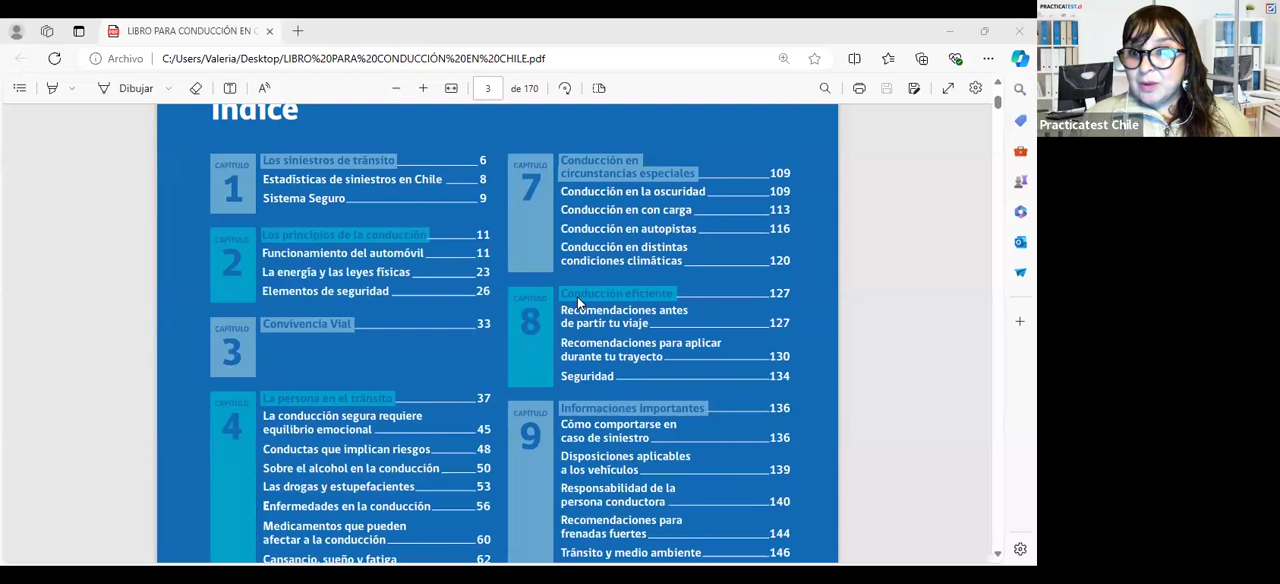 LIBRO PARA CONDUCCIÓN EN C
Archivo
C:/Users/Valeria/Desktop/LIBRO%20PARA%20CONDUCCIÓN%20EN%20CHILE.pdf
Dibujar
3
de 170
Índice
CAPÍTULO
1
Los siniestros de tránsito 6
Estadísticas de siniestros en Chile 8
Sistema Seguro 9
CAPÍTULO
2
Los principios de la conducción 11
Funcionamiento del automóvil 11
La energía y las leyes físicas 23
Elementos de seguridad 26
CAPÍTULO
3
Convivencia Vial 33
CAPÍTULO
4
La persona en el tránsito 37
La conducción segura requiere
equilibrio emocional 45
Conductas que implican riesgos 48
Sobre el alcohol en la conducción 50
Las drogas y estupefacientes 53
Enfermedades en la conducción 56
Medicamentos que pueden
afectar a la conducción 60
Cansancio, sueño y fatiga 62
CAPÍTULO
7
Conducción en
circunstancias especiales 109
Conducción en la oscuridad 109
Conducción en con carga 113
Conducción en autopistas 116
Conducción en distintas
condiciones climáticas 120
CAPÍTULO
8
Conducción eficiente 127
Recomendaciones antes
de partir tu viaje 127
Recomendaciones para aplicar
durante tu trayecto 130
Seguridad 134
CAPÍTULO
9
Informaciones importantes 136
Cómo comportarse en
caso de siniestro 136
Disposiciones aplicables
a los vehículos 139
Responsabilidad de la
persona conductora 140
Recomendaciones para
frenadas fuertes 144
Tránsito y medio ambiente 146
PRACTICATEST.cl
Practicatest Chile